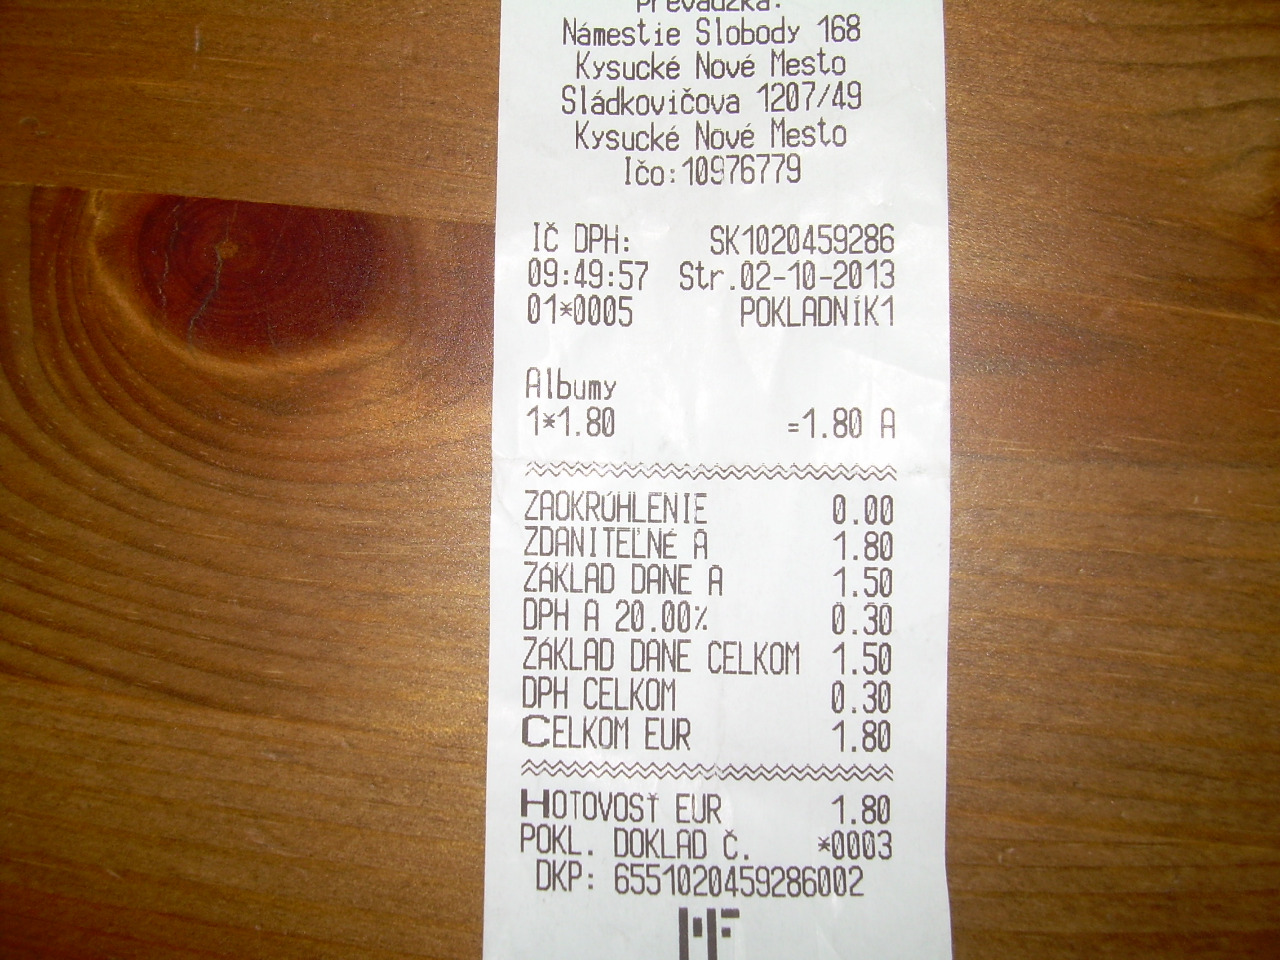 Prevádzka:
Námestie Slobody 168
Kysucké Nové Mesto
Sládkovičova 1207/49
Kysucké Nové Mesto
Ičo:10976779
IČ DPH: SK1020459286
09:49:57 Str.02-10-2013
01*0005 POKLADNÍK1
Albumy
1*1.80 =1.80 A
ZAOKRÚHLENIE 0.00
ZDANITEĽNÉ A 1.80
ZÁKLAD DANE A 1.50
DPH A 20.00% 0.30
ZÁKLAD DANE CELKOM 1.50
DPH CELKOM 0.30
CELKOM EUR 1.80
HOTOVOSŤ EUR 1.80
POKL. DOKLAD Č. *0003
DKP: 6551020459286002
MF